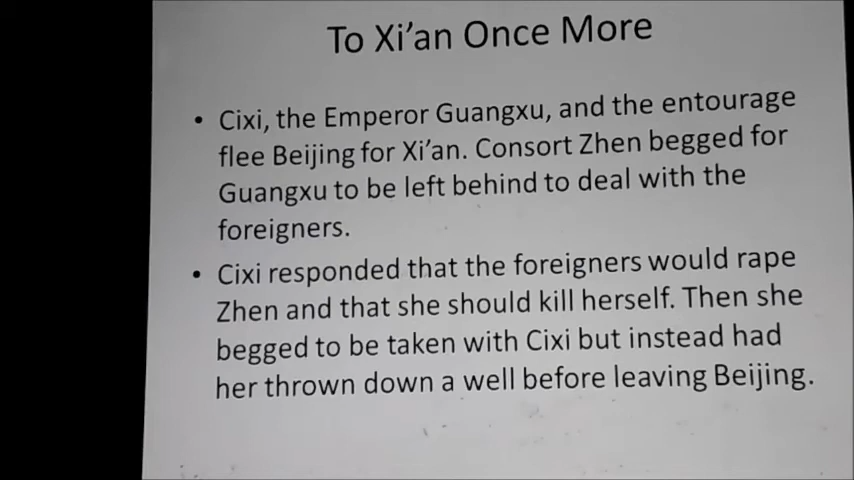 To Xi'an Once More
• Cixi, the Emperor Guangxu, and the entourage
flee Beijing for Xi'an. Consort Zhen begged for
Guangxu to be left behind to deal with the
foreigners.
• Cixi responded that the foreigners would rape
Zhen and that she should kill herself. Then she
begged to be taken with Cixi but instead had
her thrown down a well before leaving Beijing.